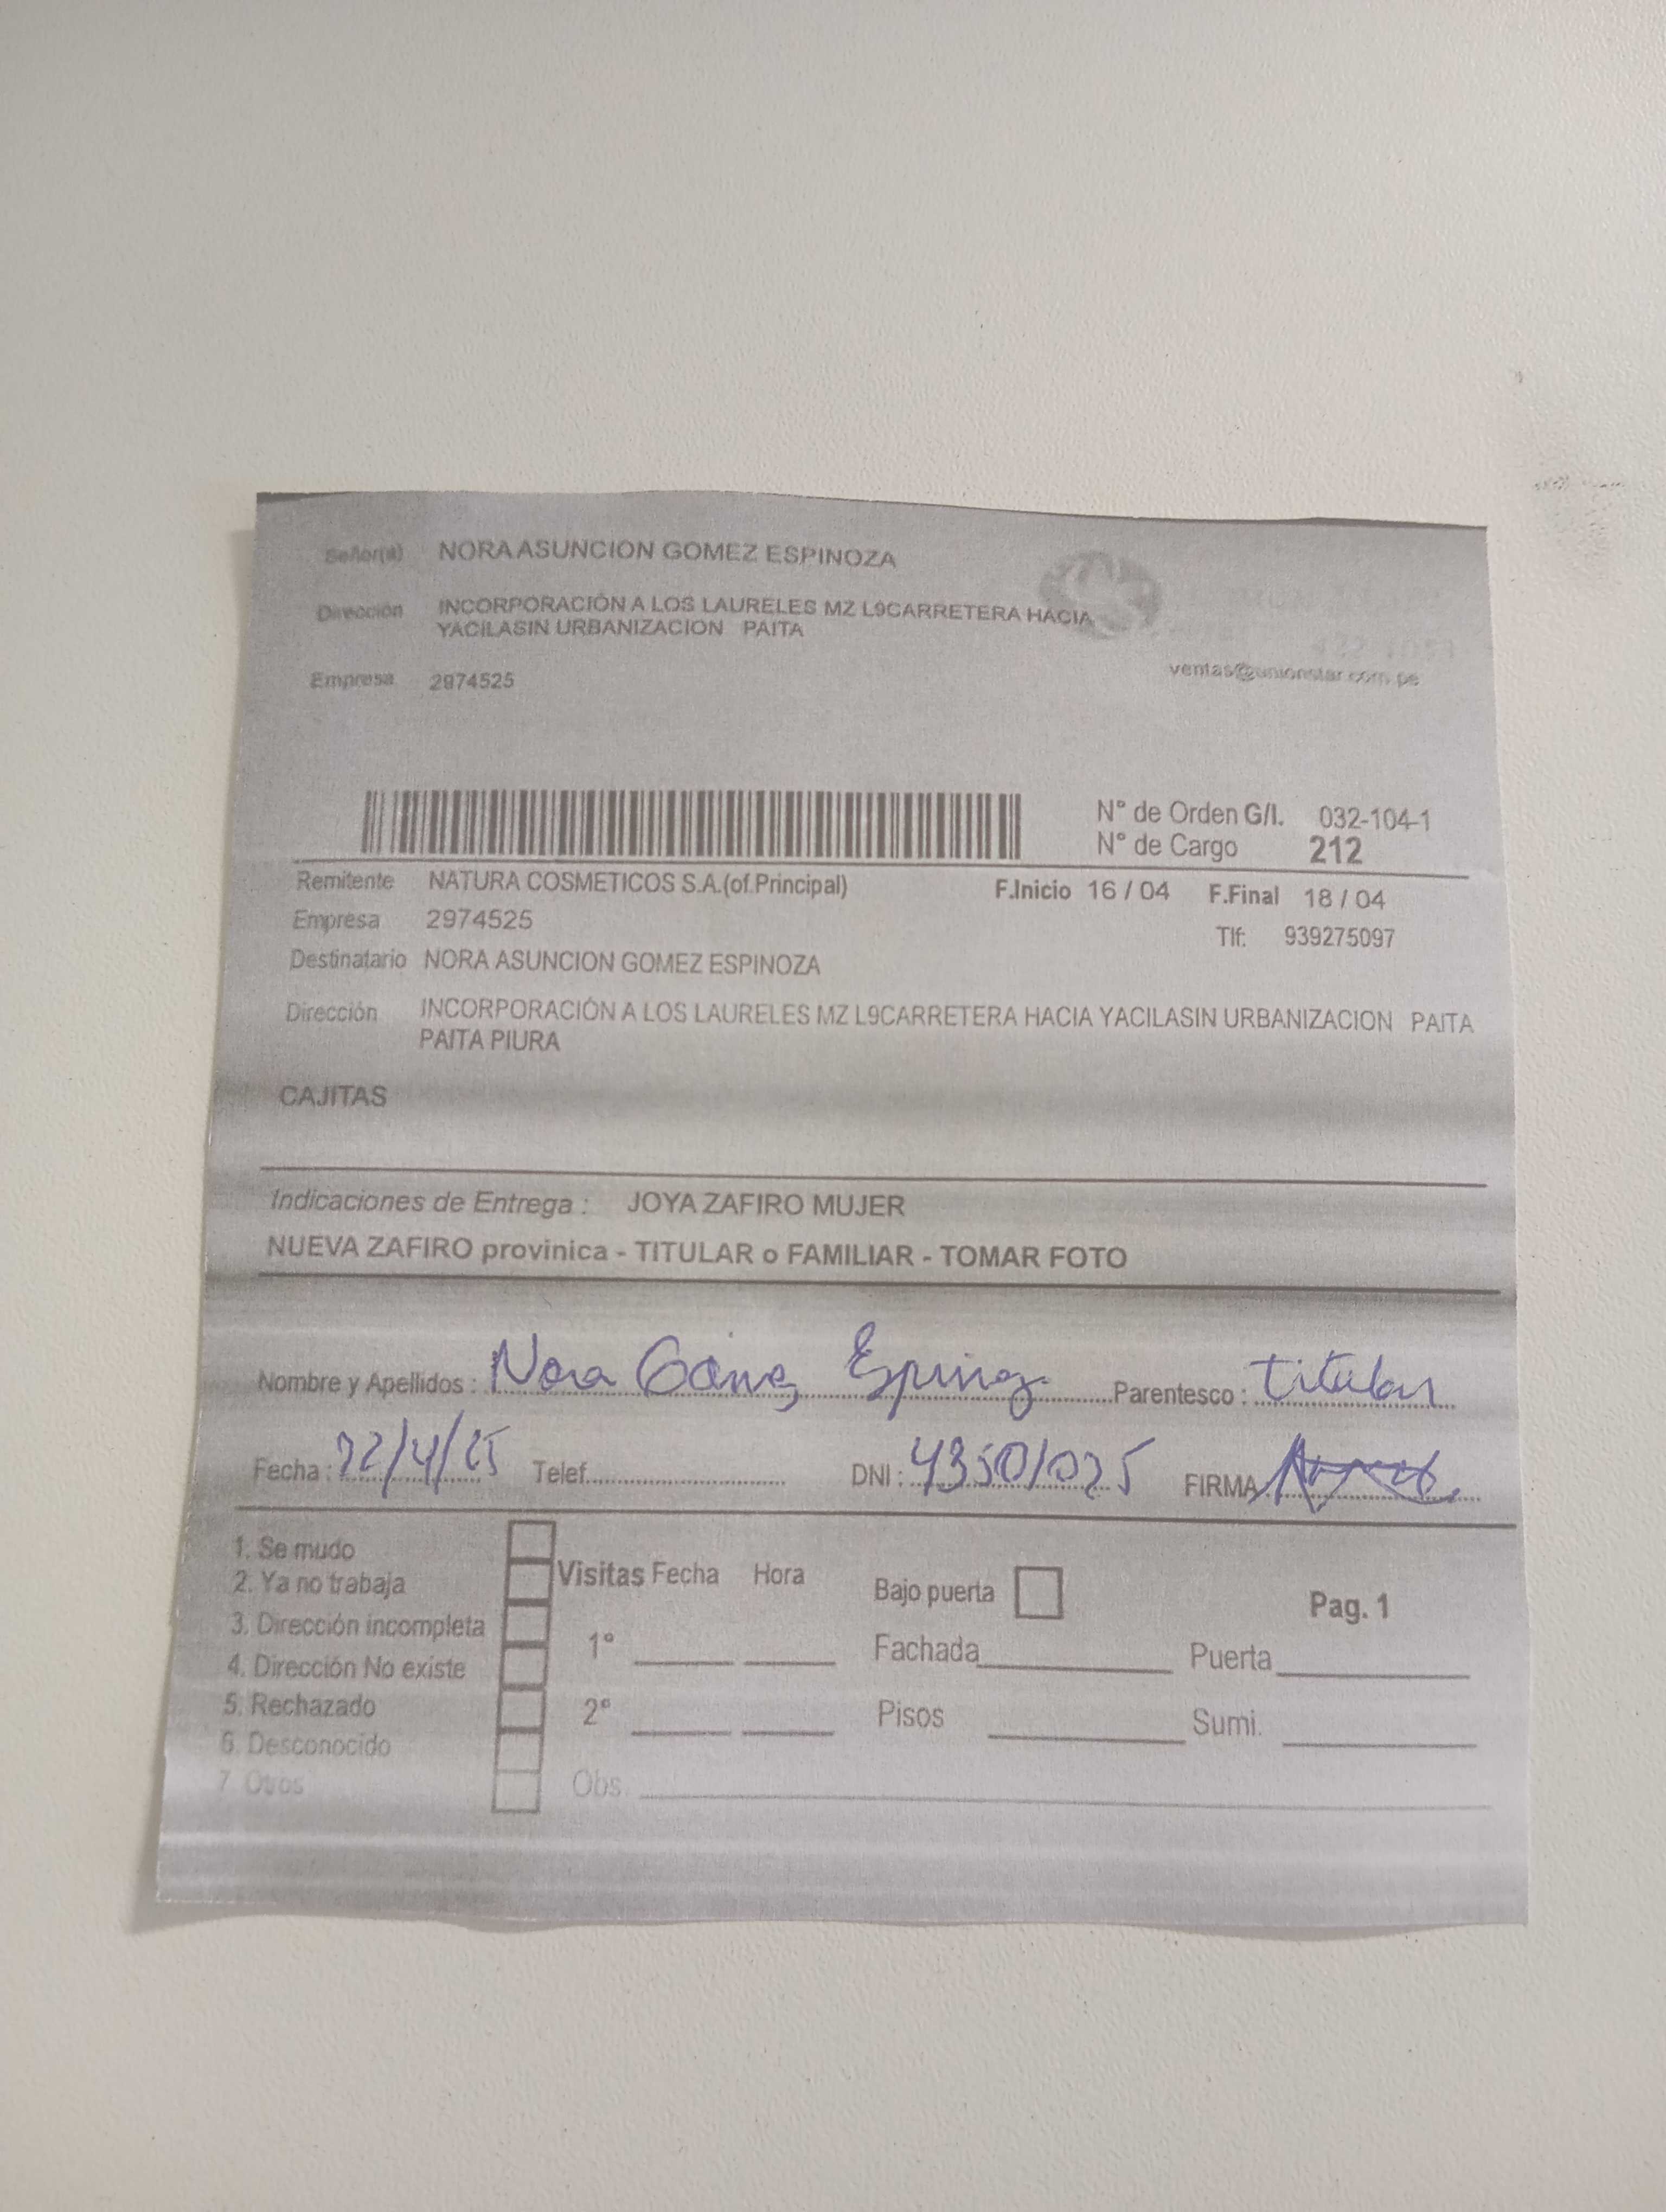 Señor(a) NORA ASUNCION GOMEZ ESPINOZA
Dirección INCORPORACIÓN A LOS LAURELES MZ L9CARRETERA HACIA
YACILASIN URBANIZACION PAITA
Empresa 2974525
ventas@unionstar.com.pe
N° de Orden G/I. 032-104-1
N° de Cargo 212
Remitente NATURA COSMETICOS S.A.(of.Principal) F.Inicio 16 / 04 F.Final 18 / 04
Empresa 2974525
Tlf: 939275097
Destinatario NORA ASUNCION GOMEZ ESPINOZA
Dirección INCORPORACIÓN A LOS LAURELES MZ L9CARRETERA HACIA YACILASIN URBANIZACION PAITA
PAITA PIURA
CAJITAS
Indicaciones de Entrega : JOYA ZAFIRO MUJER
NUEVA ZAFIRO provinica - TITULAR o FAMILIAR - TOMAR FOTO
Nombre y Apellidos : Nora Gómez Espinoza Parentesco : titular
Fecha : 22/4/25 Telef. DNI : 43501025 FIRMA
1. Se mudo
2. Ya no trabaja
3. Dirección incompleta
4. Dirección No existe
5. Rechazado
6. Desconocido
7. Otros
Visitas Fecha Hora
1°
2°
Obs.
Bajo puerta
Fachada
Pisos
Pag. 1
Puerta
Sumi.